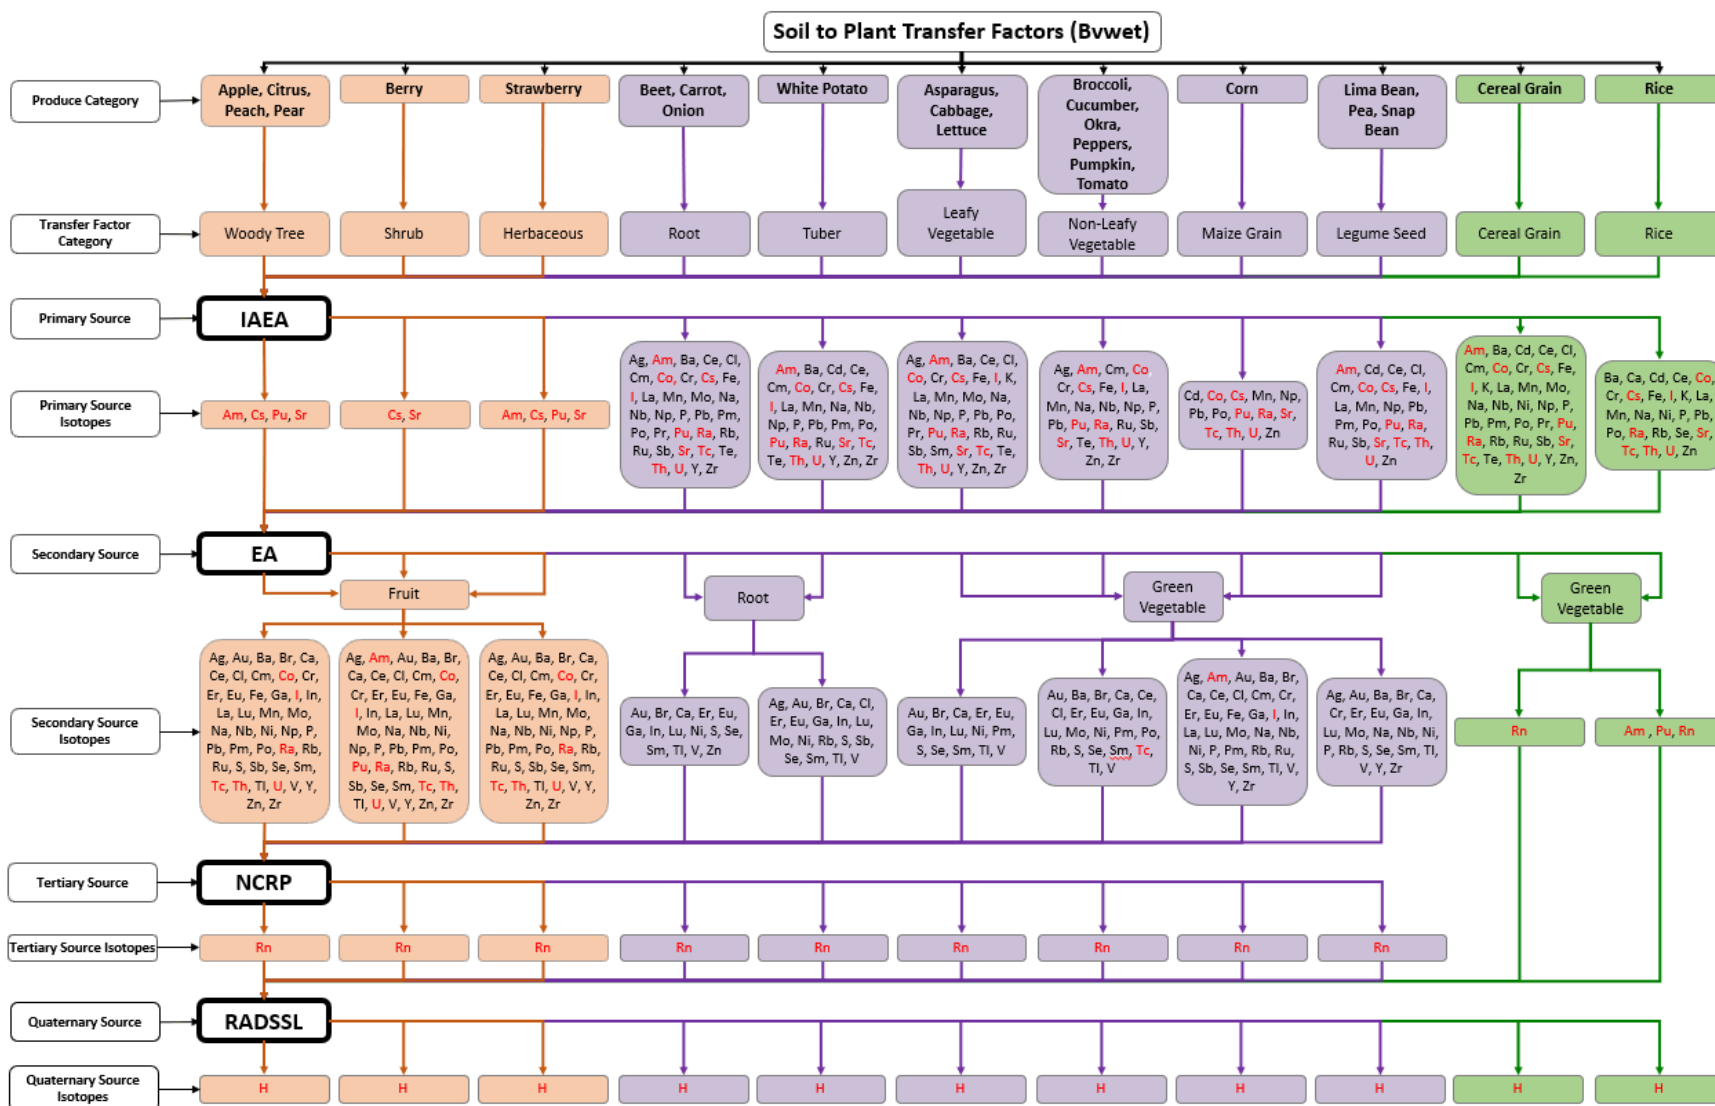 Soil to Plant Transfer Factors (Bvwet)
Produce Category
Apple, Citrus,
Peach, Pear
Berry
Strawberry
Beet, Carrot,
Onion
White Potato
Asparagus,
Cabbage,
Lettuce
Broccoli,
Cucumber,
Okra,
Peppers,
Pumpkin,
Tomato
Corn
Lima Bean,
Pea, Snap
Bean
Cereal Grain
Rice
Transfer Factor
Category
Woody Tree
Shrub
Herbaceous
Root
Tuber
Leafy
Vegetable
Non-Leafy
Vegetable
Maize Grain
Legume Seed
Cereal Grain
Rice
Primary Source
IAEA
Primary Source
Isotopes
Am, Cs, Pu, Sr
Cs, Sr
Am, Cs, Pu, Sr
Ag, Am, Ba, Ce, Cl,
Cm, Co, Cr, Cs, Fe,
I, La, Mn, Mo, Na,
Nb, Np, P, Pb, Pm,
Po, Pr, Pu, Ra, Rb,
Ru, Sb, Sr, Tc, Te,
Th, U, Y, Zr
Am, Ba, Cd, Ce,
Cm, Co, Cr, Cs, Fe,
I, La, Mn, Na, Nb,
Np, P, Pb, Pm, Po,
Pu, Ra, Ru, Sr, Tc,
Te, Th, U, Y, Zn, Zr
Ag, Am, Ba, Ce, Cl,
Co, Cr, Cs, Fe, I, K,
La, Mn, Mo, Na,
Nb, Np, P, Pb, Po,
Pr, Pu, Ra, Rb, Ru,
Sb, Sm, Sr, Tc, Te,
Th, U, Y, Zn, Zr
Ag, Am, Cm, Co,
Cr, Cs, Fe, I, La,
Mn, Na, Nb, Np, P,
Pb, Pu, Ra, Ru, Sb,
Sr, Te, Th, U, Y,
Zn, Zr
Cd, Co, Cs, Mn, Np,
Pb, Po, Pu, Ra, Sr,
Tc, Th, U, Zn
Am, Cd, Ce, Cl,
Cm, Co, Cs, Fe, I,
La, Mn, Np, Pb,
Pm, Po, Pu, Ra,
Ru, Sb, Sr, Tc, Th,
U, Zn
Am, Ba, Cd, Ce, Cl,
Cm, Co, Cr, Cs, Fe,
I, K, La, Mn, Mo,
Na, Nb, Ni, Np, P,
Pb, Pm, Po, Pr, Pu,
Ra, Rb, Ru, Sb, Sr,
Tc, Te, Th, U, Y, Zn,
Zr
Ba, Ca, Cd, Ce, Co,
Cr, Cs, Fe, I, K, La,
Mn, Na, Ni, P, Pb,
Po, Ra, Rb, Se, Sr,
Tc, Th, U, Zn
Secondary Source
EA
Fruit
Root
Green
Vegetable
Green
Vegetable
Secondary Source
Isotopes
Ag, Au, Ba, Br, Ca,
Ce, Cl, Cm, Co, Cr,
Er, Eu, Fe, Ga, I, In,
La, Lu, Mn, Mo,
Na, Nb, Ni, Np, P,
Pb, Pm, Po, Ra, Rb,
Ru, S, Sb, Se, Sm,
Tc, Th, Tl, U, V, Y,
Zn, Zr
Ag, Am, Au, Ba, Br,
Ca, Ce, Cl, Cm, Co,
Cr, Er, Eu, Fe, Ga,
I, In, La, Lu, Mn,
Mo, Na, Nb, Ni,
Np, P, Pb, Pm, Po,
Pu, Ra, Rb, Ru, S,
Sb, Se, Sm, Tc, Th,
Tl, U, V, Y, Zn, Zr
Ag, Au, Ba, Br, Ca,
Ce, Cl, Cm, Co, Cr,
Er, Eu, Fe, Ga, I, In,
La, Lu, Mn, Mo,
Na, Nb, Ni, Np, P,
Pb, Pm, Po, Ra, Rb,
Ru, S, Sb, Se, Sm,
Tc, Th, Tl, U, V, Y,
Zn, Zr
Au, Br, Ca, Er, Eu,
Ga, In, Lu, Ni, S, Se,
Sm, Tl, V, Zn
Ag, Au, Br, Ca, Cl,
Er, Eu, Ga, In, Lu,
Mo, Ni, Rb, S, Sb,
Se, Sm, Tl, V
Au, Br, Ca, Er, Eu,
Ga, In, Lu, Ni, Pm,
S, Se, Sm, Tl, V
Au, Ba, Br, Ca, Ce,
Cl, Er, Eu, Ga, In,
Lu, Mo, Ni, Pm, Po,
Rb, S, Se, Sm, Tc,
Tl, V
Ag, Am, Au, Ba, Br,
Ca, Ce, Cl, Cm, Cr,
Er, Eu, Fe, Ga, I, In,
La, Lu, Mo, Na, Nb,
Ni, P, Pm, Rb, Ru,
S, Sb, Se, Sm, Tl, V,
Y, Zr
Ag, Au, Ba, Br, Ca,
Cr, Er, Eu, Ga, In,
Lu, Mo, Na, Nb, Ni,
P, Rb, S, Se, Sm, Tl,
V, Y, Zr
Rn
Am , Pu, Rn
Tertiary Source
NCRP
Tertiary Source Isotopes
Rn
Rn
Rn
Rn
Rn
Rn
Rn
Rn
Rn
Quaternary Source
RADSSL
Quaternary Source
Isotopes
H
H
H
H
H
H
H
H
H
H
H